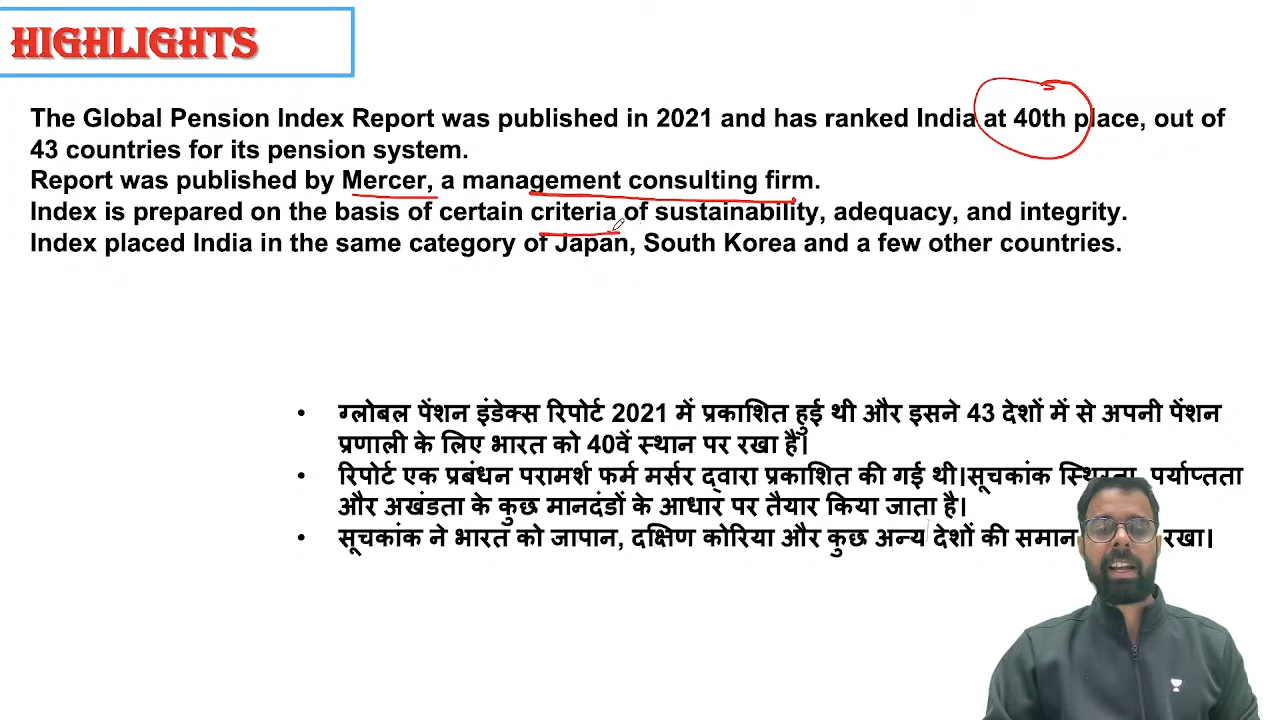 HIGHLIGHTS
The Global Pension Index Report was published in 2021 and has ranked India at 40th place, out of
43 countries for its pension system.
Report was published by Mercer, a management consulting firm.
Index is prepared on the basis of certain criteria of sustainability, adequacy, and integrity.
Index placed India in the same category of Japan, South Korea and a few other countries.
• ग्लोबल पेंशन इंडेक्स रिपोर्ट 2021 में प्रकाशित हुई थी और इसने 43 देशों में से अपनी पेंशन
प्रणाली के लिए भारत को 40वें स्थान पर रखा है।
• रिपोर्ट एक प्रबंधन परामर्श फर्म मर्सर द्वारा प्रकाशित की गई थी।सूचकांक स्थिरता, पर्याप्तता
और अखंडता के कुछ मानदंडों के आधार पर तैयार किया जाता है।
• सूचकांक ने भारत को जापान, दक्षिण कोरिया और कुछ अन्य देशों की समान रखा।